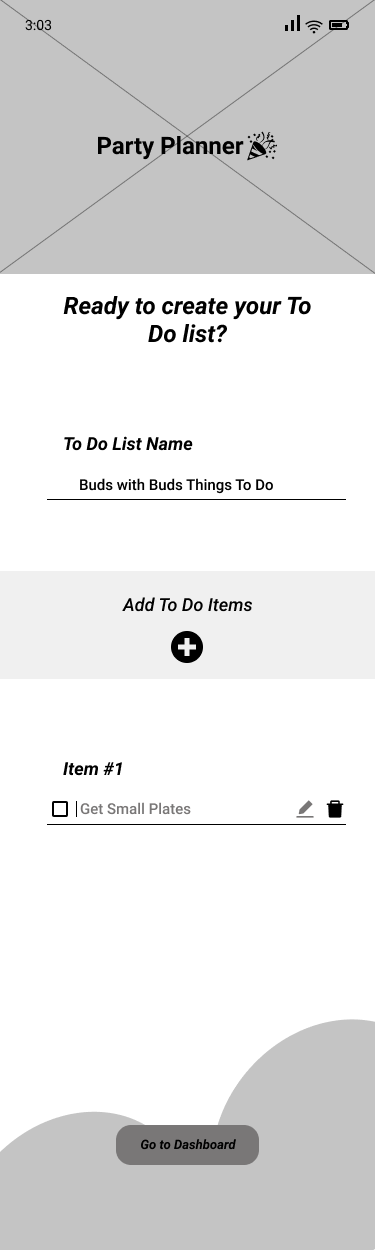 3:03
Party Planner
Ready to create your To
Do list?
To Do List Name
Buds with Buds Things To Do
Add To Do Items
Item #1
Get Small Plates
Go to Dashboard